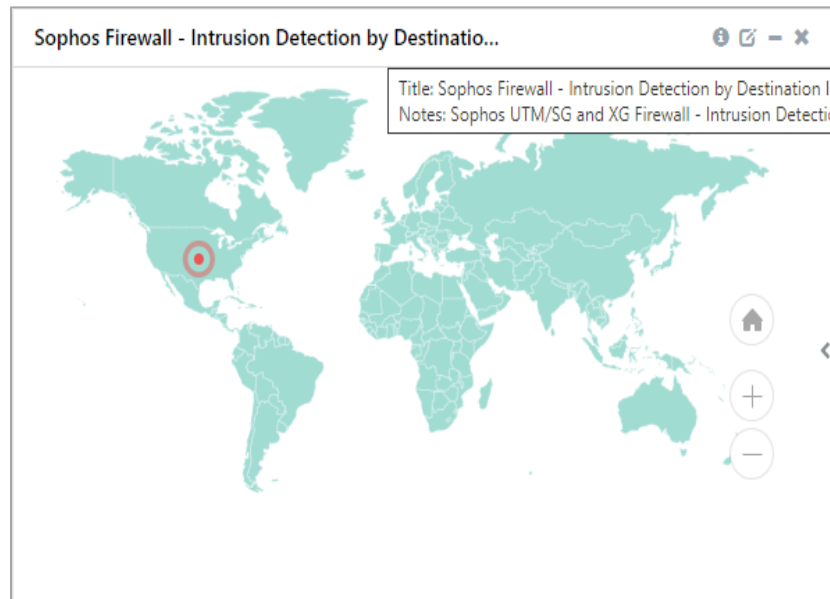 Sophos Firewall - Intrusion Detection by Destinatio...
Title: Sophos Firewall - Intrusion Detection by Destination
Notes: Sophos UTM/SG and XG Firewall - Intrusion